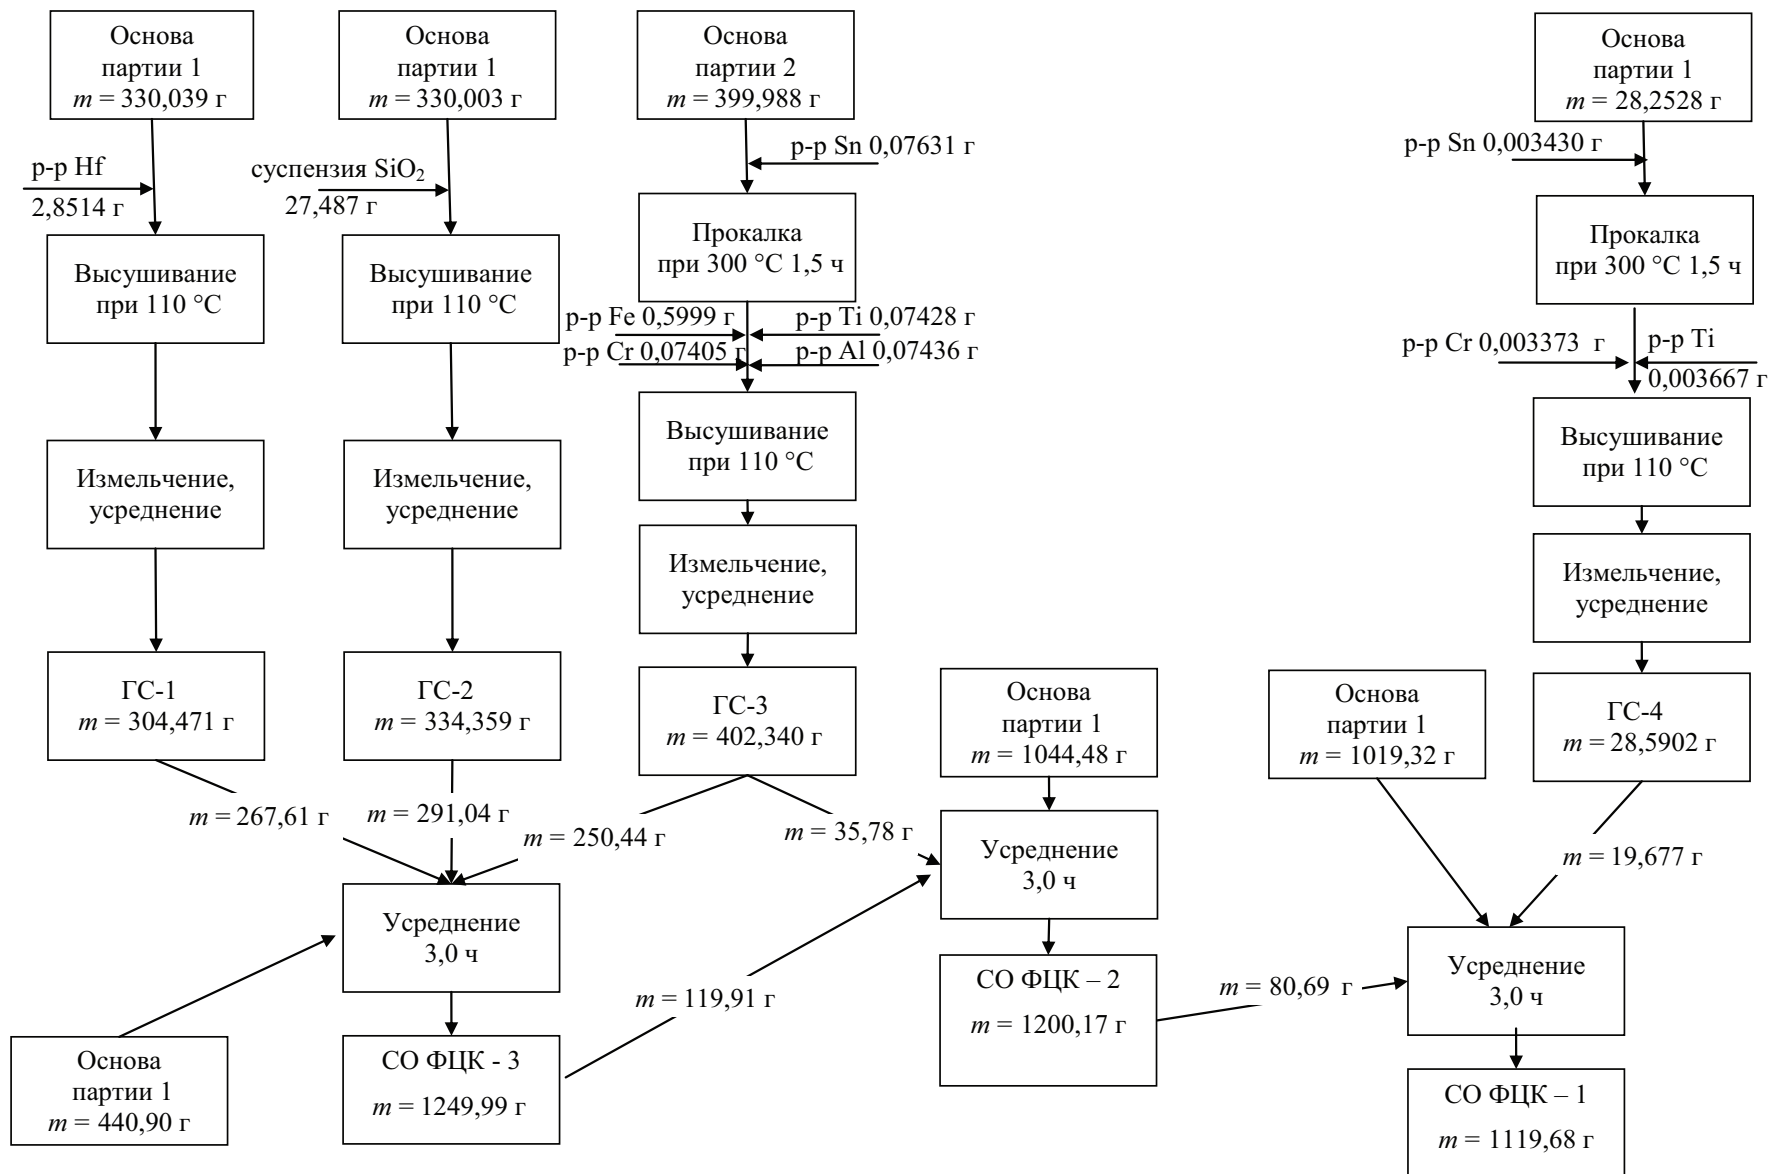 Основа
партии 1
m = 330,039 г
Основа
партии 1
m = 330,003 г
Основа
партии 2
m = 399,988 г
Основа
партии 1
m = 28,2528 г
р-р Hf
2,8514 г
суспензия SiO₂
27,487 г
р-р Sn 0,07631 г
р-р Sn 0,003430 г
Высушивание
при 110 °С
Высушивание
при 110 °С
Прокалка
при 300 °С 1,5 ч
Прокалка
при 300 °С 1,5 ч
р-р Fe 0,5999 г
р-р Ti 0,07428 г
р-р Cr 0,07405 г
р-р Al 0,07436 г
р-р Cr 0,003373 г
р-р Ti
0,003667 г
Измельчение,
усреднение
Измельчение,
усреднение
Высушивание
при 110 °С
Высушивание
при 110 °С
Измельчение,
усреднение
Измельчение,
усреднение
ГС-1
m = 304,471 г
ГС-2
m = 334,359 г
ГС-3
m = 402,340 г
Основа
партии 1
m = 1044,48 г
Основа
партии 1
m = 1019,32 г
ГС-4
m = 28,5902 г
m = 267,61 г
m = 291,04 г
m = 250,44 г
m = 35,78 г
Усреднение
3,0 ч
m = 19,677 г
Усреднение
3,0 ч
m = 119,91 г
СО ФЦК – 2
m = 1200,17 г
m = 80,69 г
Усреднение
3,0 ч
Основа
партии 1
m = 440,90 г
СО ФЦК - 3
m = 1249,99 г
СО ФЦК – 1
m = 1119,68 г